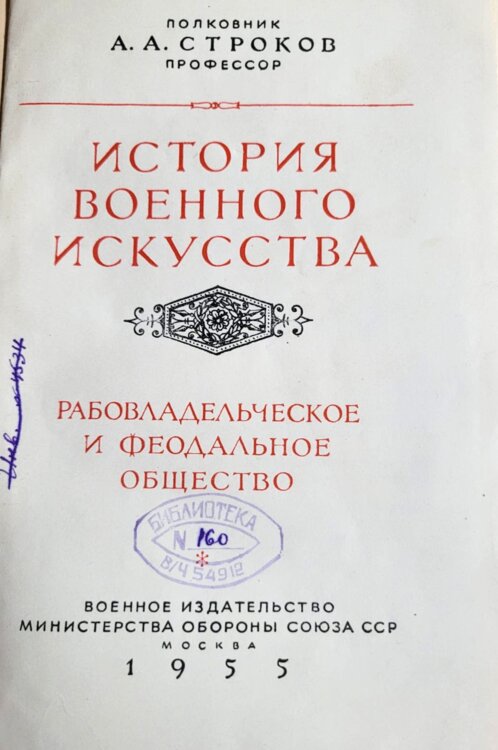 ПОЛКОВНИК
А. А. СТРОКОВ
ПРОФЕССОР
ИСТОРИЯ
ВОЕННОГО
ИСКУССТВА
РАБОВЛАДЕЛЬЧЕСКОЕ
И ФЕОДАЛЬНОЕ
ОБЩЕСТВО
БИБЛИОТЕКА
N 160
В/Ч 54912
ВОЕННОЕ ИЗДАТЕЛЬСТВО
МИНИСТЕРСТВА ОБОРОНЫ СОЮЗА ССР
МОСКВА
1955